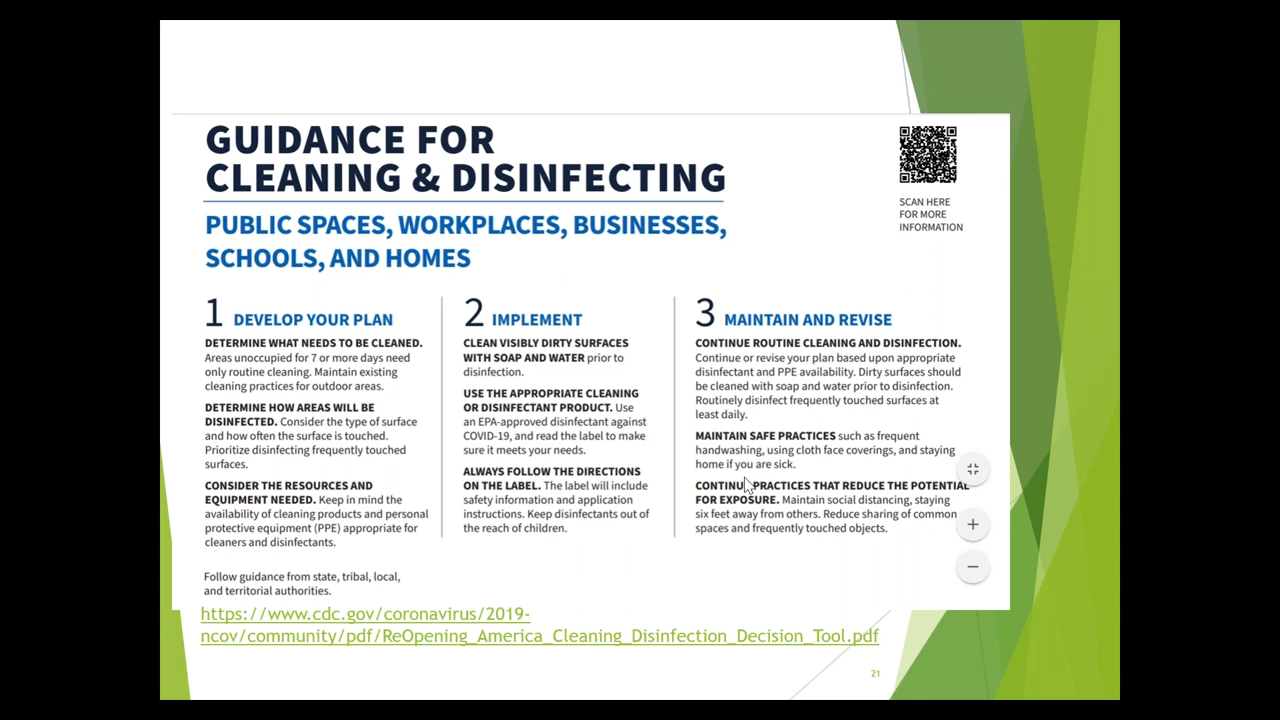 GUIDANCE FOR
CLEANING & DISINFECTING
PUBLIC SPACES, WORKPLACES, BUSINESSES,
SCHOOLS, AND HOMES
SCAN HERE
FOR MORE
INFORMATION
1 DEVELOP YOUR PLAN
DETERMINE WHAT NEEDS TO BE CLEANED.
Areas unoccupied for 7 or more days need
only routine cleaning. Maintain existing
cleaning practices for outdoor areas.
DETERMINE HOW AREAS WILL BE
DISINFECTED. Consider the type of surface
and how often the surface is touched.
Prioritize disinfecting frequently touched
surfaces.
CONSIDER THE RESOURCES AND
EQUIPMENT NEEDED. Keep in mind the
availability of cleaning products and personal
protective equipment (PPE) appropriate for
cleaners and disinfectants.
2 IMPLEMENT
CLEAN VISIBLY DIRTY SURFACES
WITH SOAP AND WATER prior to
disinfection.
USE THE APPROPRIATE CLEANING
OR DISINFECTANT PRODUCT. Use
an EPA-approved disinfectant against
COVID-19, and read the label to make
sure it meets your needs.
ALWAYS FOLLOW THE DIRECTIONS
ON THE LABEL. The label will include
safety information and application
instructions. Keep disinfectants out of
the reach of children.
3 MAINTAIN AND REVISE
CONTINUE ROUTINE CLEANING AND DISINFECTION.
Continue or revise your plan based upon appropriate
disinfectant and PPE availability. Dirty surfaces should
be cleaned with soap and water prior to disinfection.
Routinely disinfect frequently touched surfaces at
least daily.
MAINTAIN SAFE PRACTICES such as frequent
handwashing, using cloth face coverings, and staying
home if you are sick.
CONTINUE PRACTICES THAT REDUCE THE POTENTIAL
FOR EXPOSURE. Maintain social distancing, staying
six feet away from others. Reduce sharing of common
spaces and frequently touched objects.
Follow guidance from state, tribal, local,
and territorial authorities.
https://www.cdc.gov/coronavirus/2019-
ncov/community/pdf/ReOpening_America_Cleaning_Disinfection_Decision_Tool.pdf
21